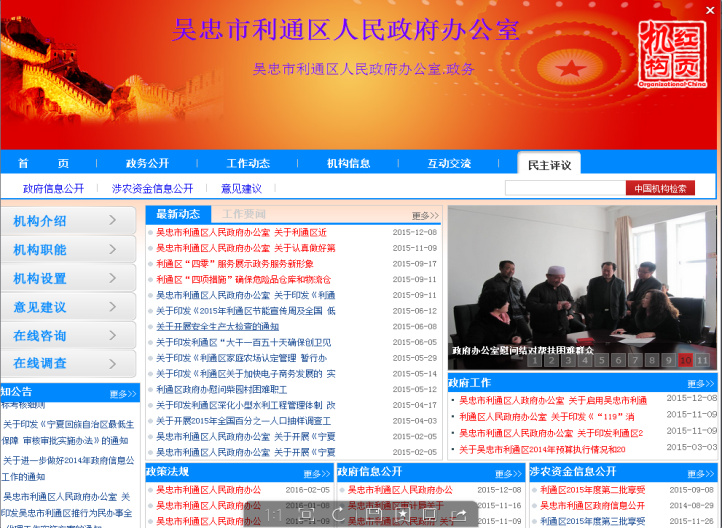 吴忠市利通区人民政府办公室
吴忠市利通区人民政府办公室.政务
机构
红页
Organisational-China
首 页 政务公开 工作动态 机构信息 互动交流 民主评议
政府信息公开 涉农资金信息公开 意见建议 中国机构检索
机构介绍
机构职能
机构设置
意见建议
在线咨询
在线调查
知公告 更多>>
标考核细则
关于印发《宁夏回族自治区最低生
保障 审核审批实施办法》的通知
关于进一步做好2014年政府信息公
工作的通知
吴忠市利通区人民政府办公室 关
印发吴忠市利通区推行为民办事全
最新动态 工作要闻 更多>>
吴忠市利通区人民政府办公室 关于利通区近 2015-12-08
吴忠市利通区人民政府办公室 关于认真做好第 2015-11-09
利通区“四零”服务展示政务服务新形象 2015-09-17
利通区“四项措施”确保危险品仓库和物流仓 2015-09-11
吴忠市利通区人民政府办公室 关于印发《利通 2015-09-11
关于印发《2015年利通区节能宣传周及全国 低 2015-06-12
关于开展安全生产大检查的通知 2015-06-08
关于印发利通区“大干一百五十天确保创卫见 2015-06-05
关于印发《利通区家庭农场认定管理 暂行办 2015-05-29
关于印发《利通区关于加快电子商务发展的 实 2015-05-14
利通区政府办慰问柴园村困难职工 2015-05-12
关于印发利通区深化小型水利工程管理体制 改 2015-04-17
关于开展2015年全国百分之一人口抽样调查工 2015-04-03
吴忠市利通区人民政府办公室 关于开展《宁夏 2015-02-05
吴忠市利通区人民政府办公室 关于开展《宁夏 2015-02-05
政府办公室慰问结对帮扶困难群众
1 2 3 4 5 6 7 8 9 10 11
政府工作 更多>>
吴忠市利通区人民政府办公室 关于启用吴忠市利通 2015-12-08
利通区人民政府办公室 关于印发《“119”消 2015-11-09
吴忠市利通区人民政府办公室 关于印发利通区2 2015-11-09
关于吴忠市利通区2014年预算执行情况和20 2015-03-03
政策法规 更多>>
吴忠市利通区人民政府办公 2016-02-05
吴忠市利通区人民政府办公
吴忠市利通区人民政府办公
政府信息公开 更多>>
吴忠市利通区人民政府办公 2015-12-08
2015-11-18
2015-11-16
涉农资金信息公开 更多>>
利通区2015年度第二批享受 2015-09-08
吴忠市利通区政府信息公开 2014-08-29
利通区2015年度第三批享受 2015-11-26
1:1